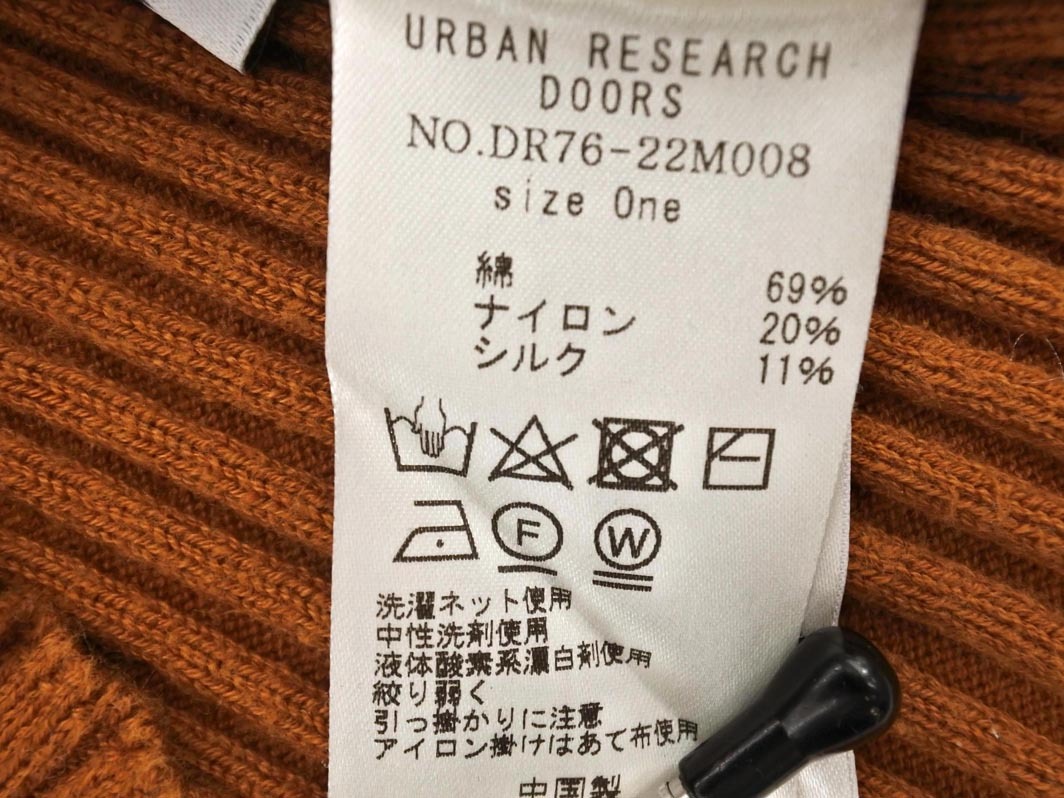 URBAN RESEARCH
DOORS
NO.DR76-22M008
size One
綿 69%
ナイロン 20%
シルク 11%
F W
洗濯ネット使用
中性洗剤使用
液体酸素系漂白剤使用
絞り弱く
引っ掛かりに注意
アイロン掛けはあて布使用
中国製